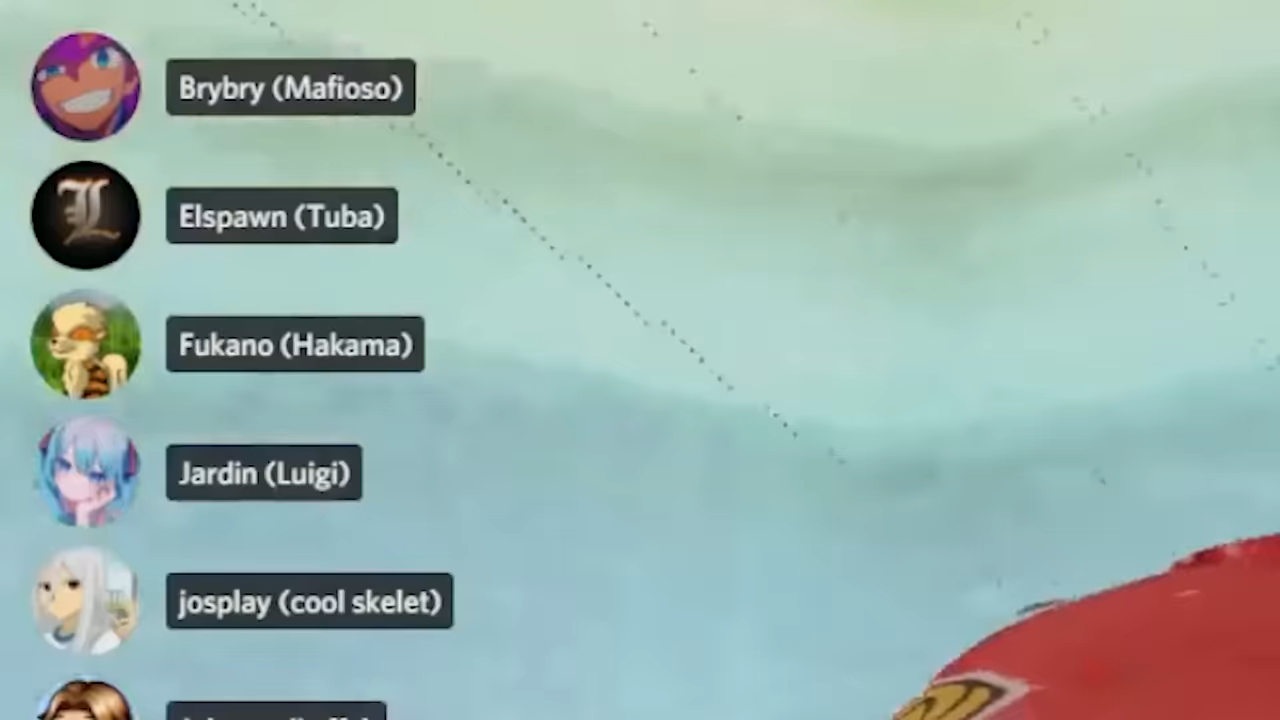 Brybry (Mafioso)
Elspawn (Tuba)
Fukano (Hakama)
Jardin (Luigi)
josplay (cool skelet)